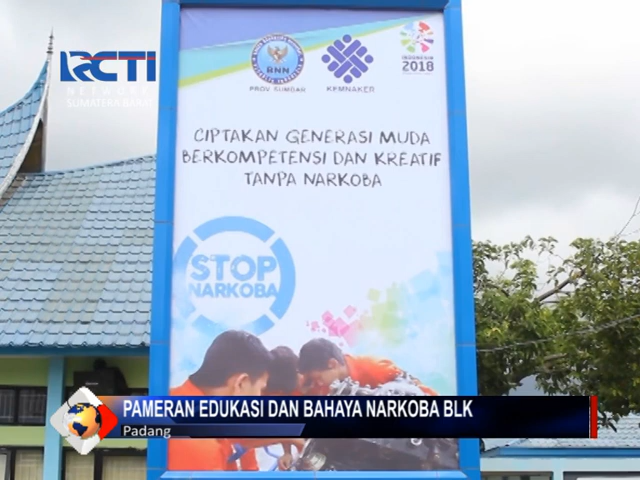 RCTI
NETWORK
SUMATERA BARAT
BNN
PROV SUMBAR
KEMNAKER
INDONESIA
2018
CIPTAKAN GENERASI MUDA
BERKOMPETENSI DAN KREATIF
TANPA NARKOBA
STOP
NARKOBA
PAMERAN EDUKASI DAN BAHAYA NARKOBA BLK
Padang